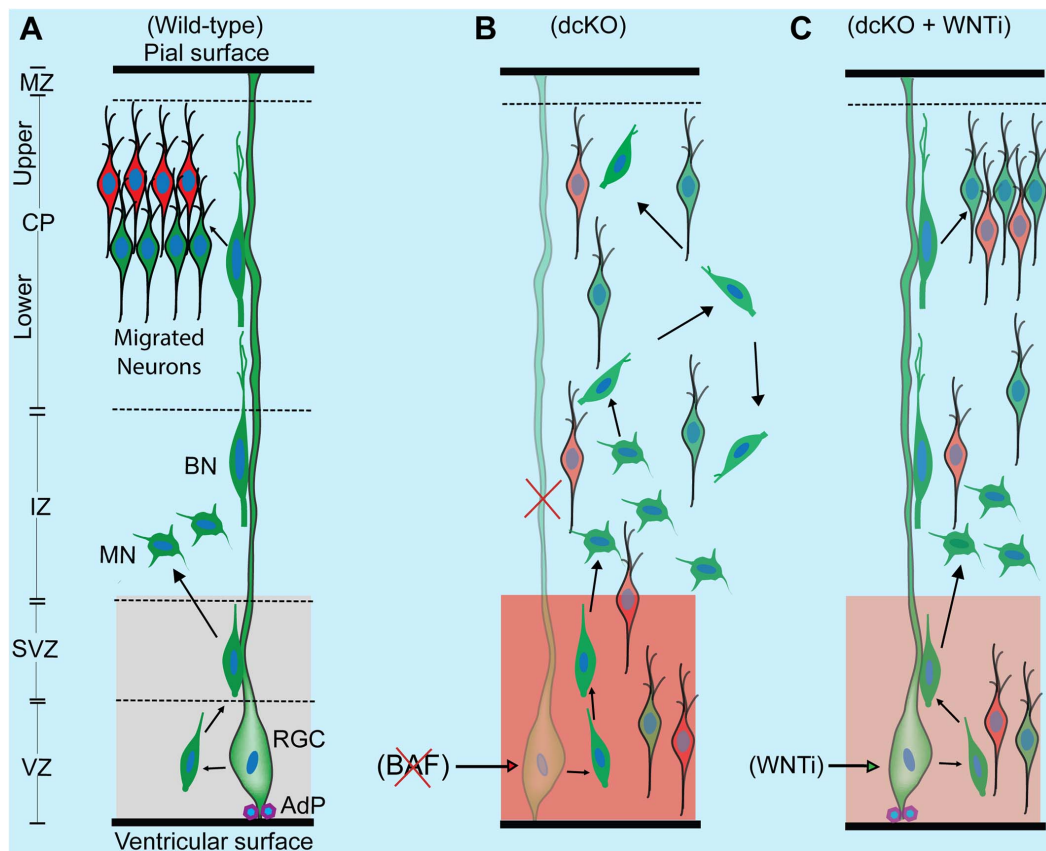 A
(Wild-type)
Pial surface
B
(dcKO)
C
(dcKO + WNTi)
MZ
Upper
CP
Lower
Migrated
Neurons
BN
IZ
MN
SVZ
RGC
VZ
(BAF)
(WNTi)
AdP
Ventricular surface